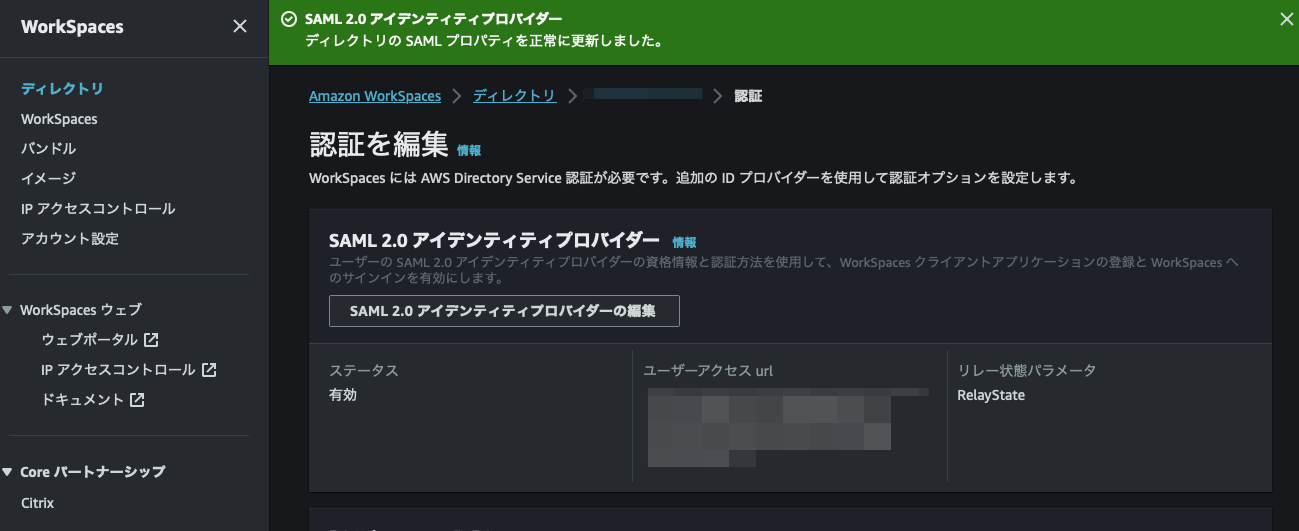 WorkSpaces
ディレクトリ
WorkSpaces
バンドル
イメージ
IP アクセスコントロール
アカウント設定
WorkSpaces ウェブ
ウェブポータル
IP アクセスコントロール
ドキュメント
Core パートナーシップ
Citrix
SAML 2.0 アイデンティティプロバイダー
ディレクトリの SAML プロパティを正常に更新しました。
Amazon WorkSpaces > ディレクトリ > > 認証
認証を編集 情報
WorkSpaces には AWS Directory Service 認証が必要です。追加の ID プロバイダーを使用して認証オプションを設定します。
SAML 2.0 アイデンティティプロバイダー 情報
ユーザーの SAML 2.0 アイデンティティプロバイダーの資格情報と認証方法を使用して、WorkSpaces クライアントアプリケーションの登録と WorkSpaces へ
のサインインを有効にします。
SAML 2.0 アイデンティティプロバイダーの編集
ステータス
有効
ユーザーアクセス url
リレー状態パラメータ
RelayState